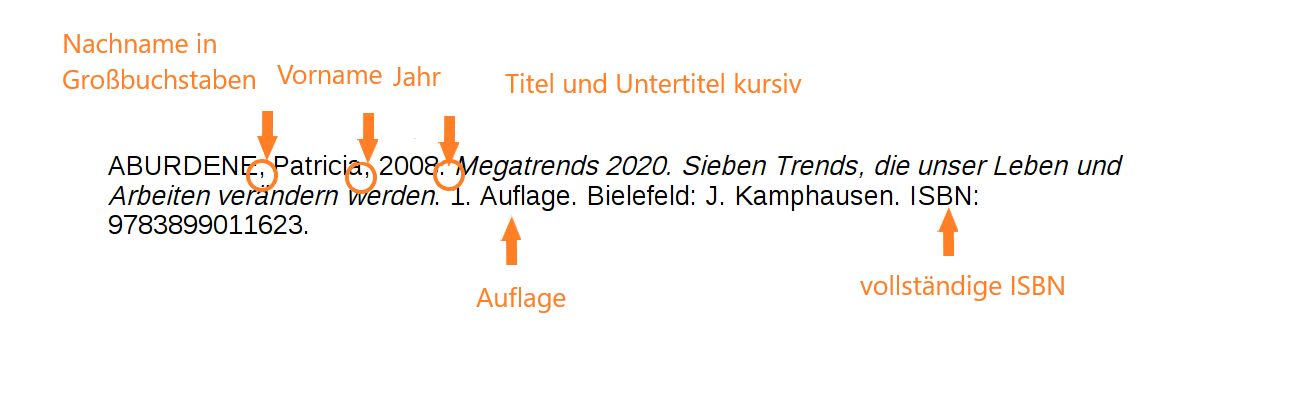 Nachname in
Großbuchstaben
Vorname
Jahr
Titel und Untertitel kursiv
ABURDENE, Patricia, 2008. Megatrends 2020. Sieben Trends, die unser Leben und
Arbeiten verändern werden. 1. Auflage. Bielefeld: J. Kamphausen. ISBN:
9783899011623.
Auflage
vollständige ISBN